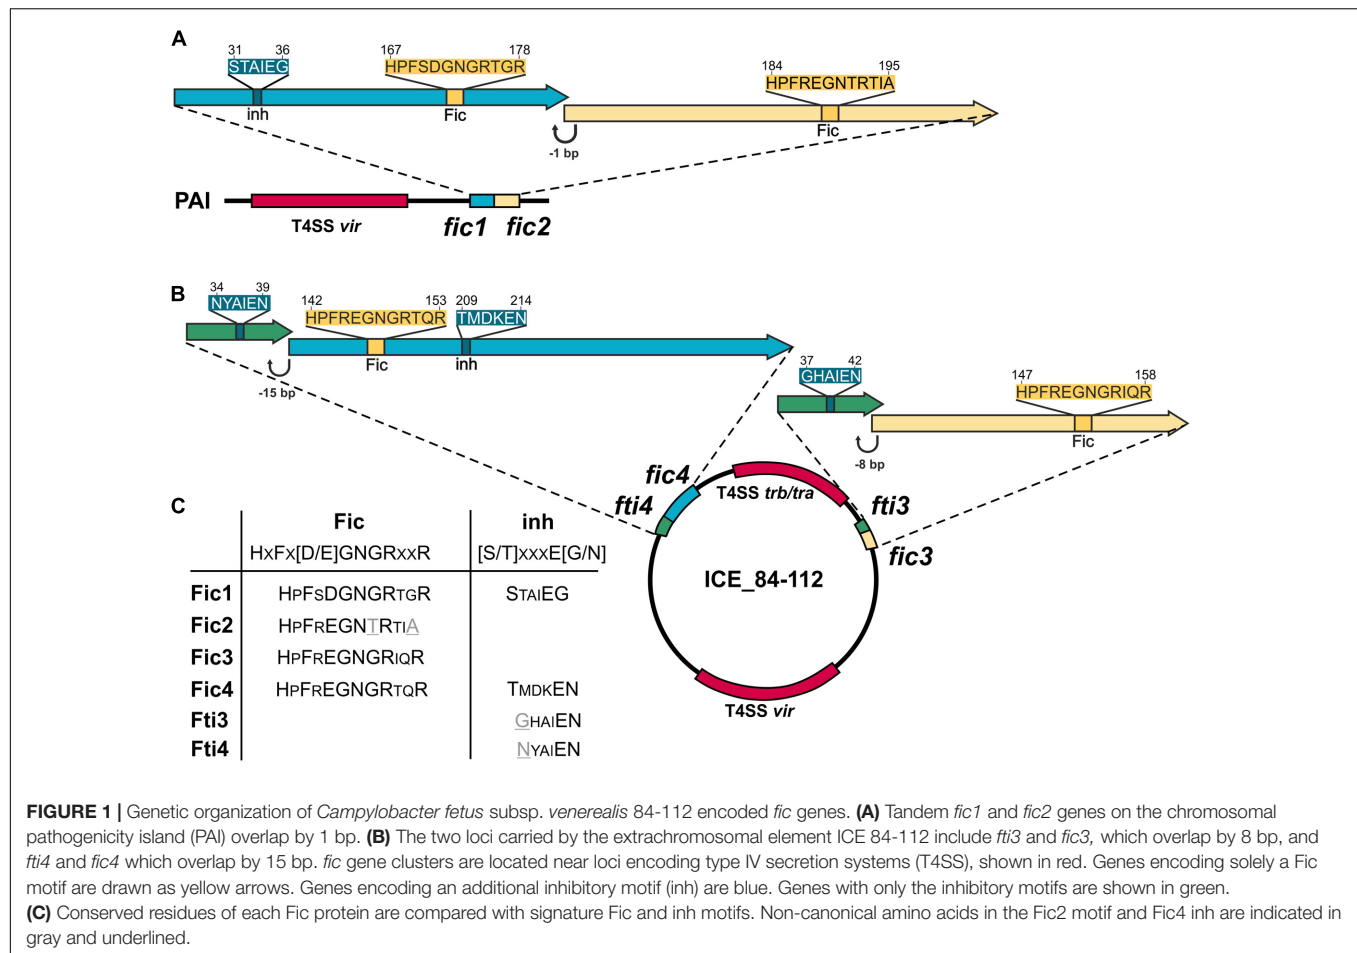 A
31 36
STAIEG
167 178
HPFSDGNGRTGR
184 195
HPFREGNTRTIA
inh
Fic
Fic
-1 bp
PAI
T4SS vir
fic1 fic2
B
34 39
NYAIEN
142 153
HPFREGNGRTQR
209 214
TMDKEN
Fic
inh
-15 bp
37 42
GHAIEN
147 158
HPFREGNGRIQR
Fic
-8 bp
fic4
fti4
T4SS trb/tra
fti3
fic3
ICE_84-112
T4SS vir
C
Fic inh
HxFx[D/E]GNGRxxR [S/T]xxxE[G/N]
Fic1 HPFSDGNGRTGR STAIEG
Fic2 HPFREGNTRTIA
Fic3 HPFREGNGRIQR
Fic4 HPFREGNGRTQR TMDKEN
Fti3 GHAIEN
Fti4 NYAIEN
FIGURE 1 | Genetic organization of Campylobacter fetus subsp. venerealis 84-112 encoded fic genes. (A) Tandem fic1 and fic2 genes on the chromosomal
pathogenicity island (PAI) overlap by 1 bp. (B) The two loci carried by the extrachromosomal element ICE 84-112 include fti3 and fic3, which overlap by 8 bp, and
fti4 and fic4 which overlap by 15 bp. fic gene clusters are located near loci encoding type IV secretion systems (T4SS), shown in red. Genes encoding solely a Fic
motif are drawn as yellow arrows. Genes encoding an additional inhibitory motif (inh) are blue. Genes with only the inhibitory motifs are shown in green.
(C) Conserved residues of each Fic protein are compared with signature Fic and inh motifs. Non-canonical amino acids in the Fic2 motif and Fic4 inh are indicated in
gray and underlined.